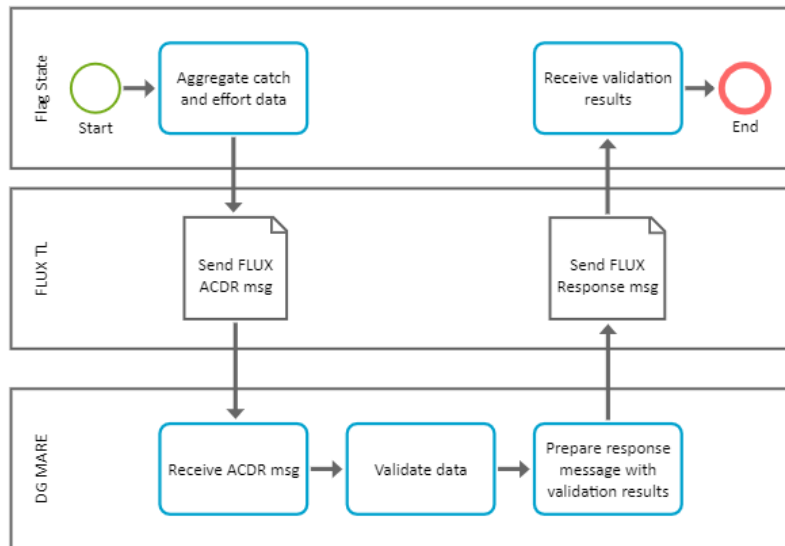 Flag State
Start
Aggregate catch
and effort data
Receive validation
results
End
FLUX TL
Send FLUX
ACDR msg
Send FLUX
Response msg
DG MARE
Receive ACDR msg
Validate data
Prepare response
message with
validation results